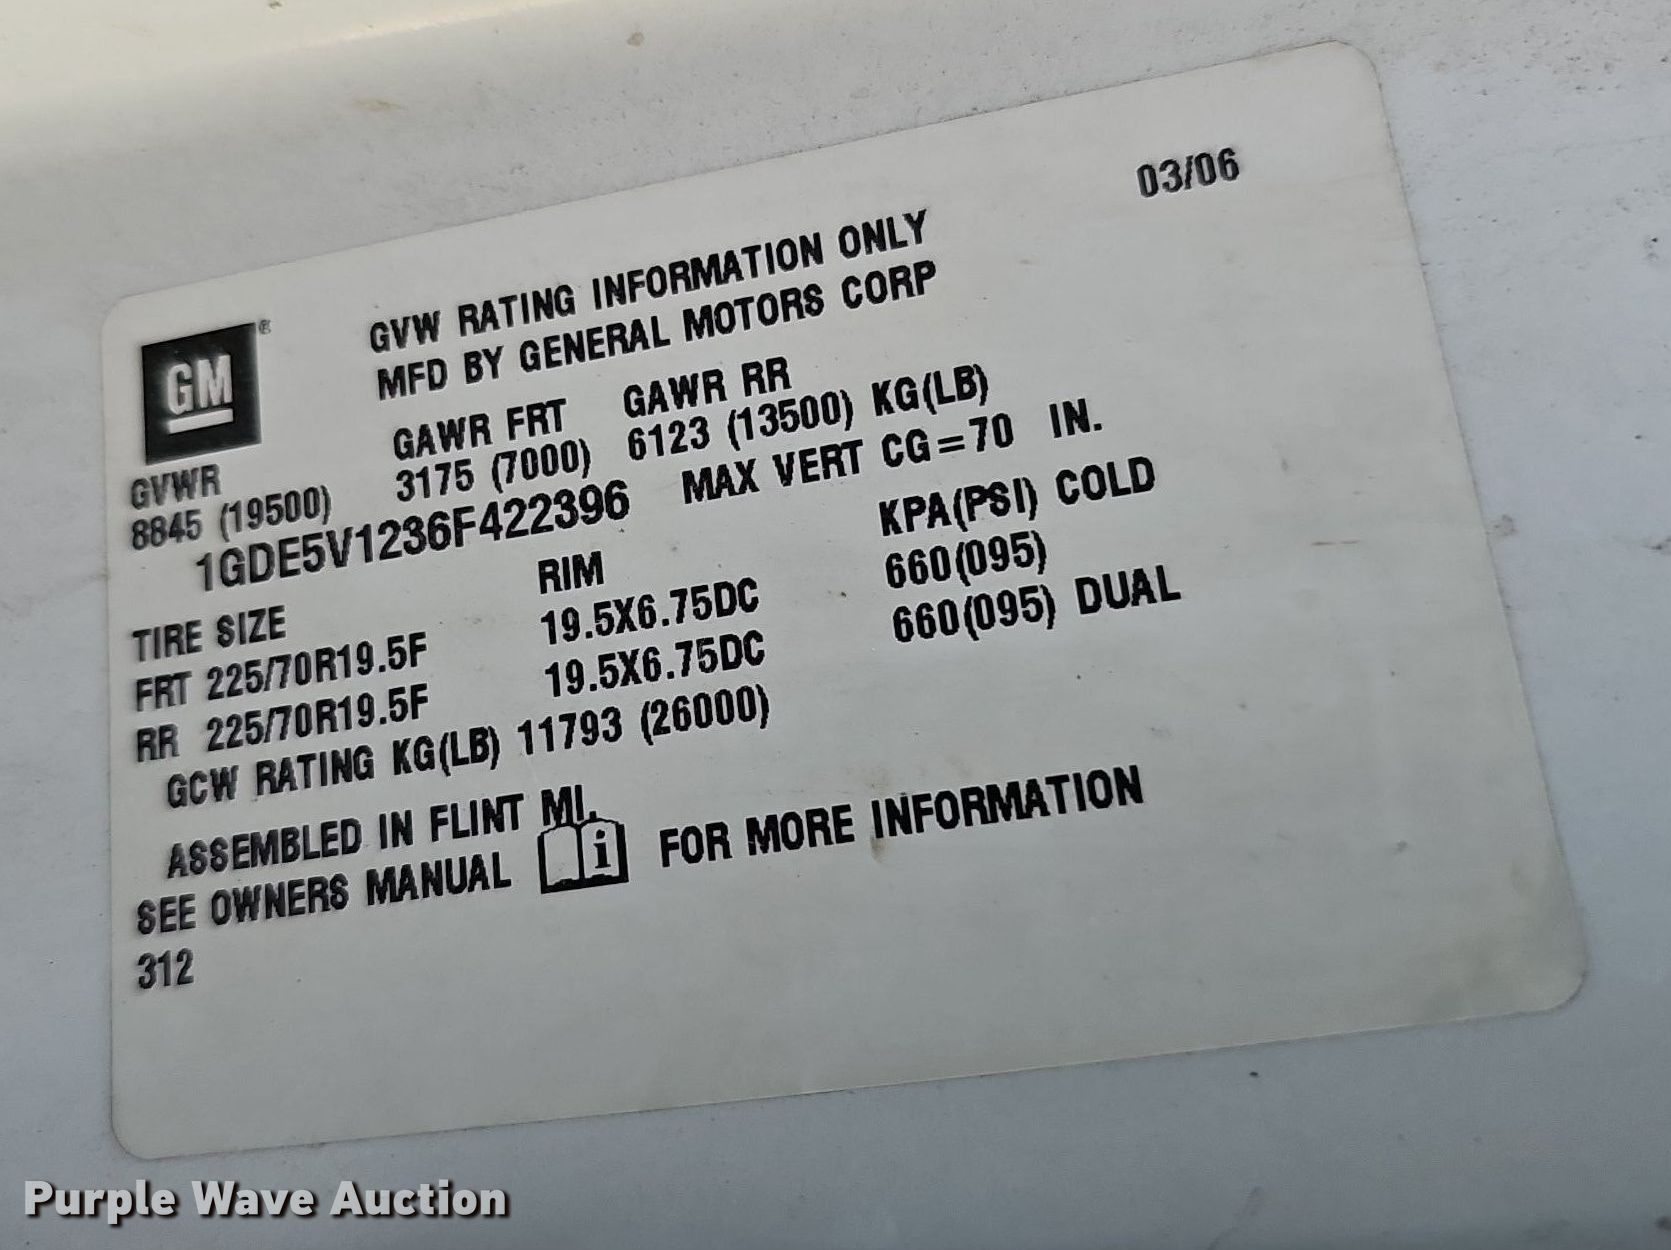 03/06
GM®
GVW RATING INFORMATION ONLY
MFD BY GENERAL MOTORS CORP
GVWR GAWR FRT GAWR RR
8845 (19500) 3175 (7000) 6123 (13500) KG(LB)
1GDE5V1236F422396 MAX VERT CG=70 IN.
TIRE SIZE RIM KPA(PSI) COLD
FRT 225/70R19.5F 19.5X6.75DC 660(095)
RR 225/70R19.5F 19.5X6.75DC 660(095) DUAL
GCW RATING KG(LB) 11793 (26000)
ASSEMBLED IN FLINT MI.
SEE OWNERS MANUAL i FOR MORE INFORMATION
312
Purple Wave Auction